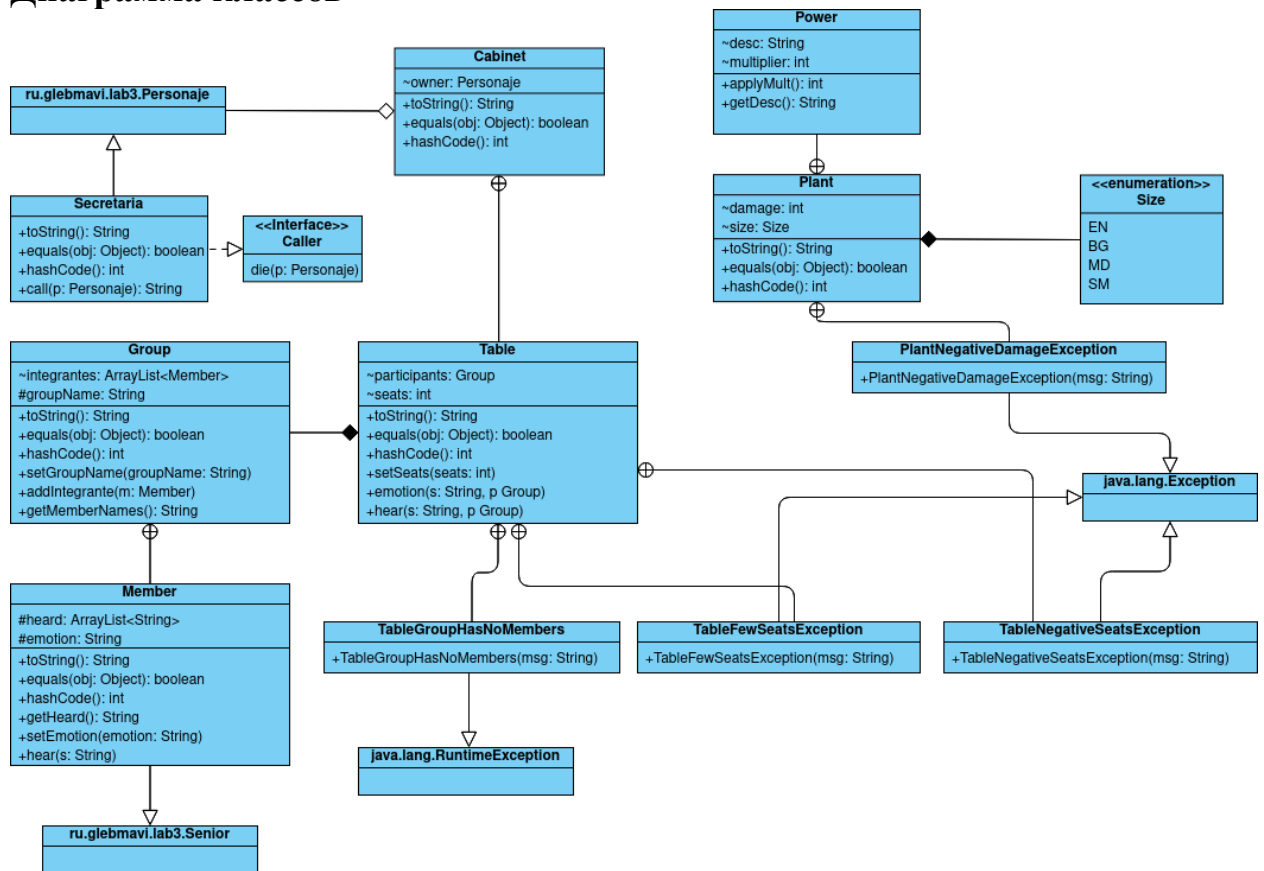 Диаграмма классов
Power
~desc: String
~multiplier: int
+applyMult(): int
+getDesc(): String
Cabinet
~owner: Personaje
+toString(): String
+equals(obj: Object): boolean
+hashCode(): int
ru.glebmavi.lab3.Personaje
Secretaria
+toString(): String
+equals(obj: Object): boolean
+hashCode(): int
+call(p: Personaje): String
<<Interface>>
Caller
die(p: Personaje)
Plant
~damage: int
~size: Size
+toString(): String
+equals(obj: Object): boolean
+hashCode(): int
<<enumeration>>
Size
EN
BG
MD
SM
Group
~integrantes: ArrayList<Member>
#groupName: String
+toString(): String
+equals(obj: Object): boolean
+hashCode(): int
+setGroupName(groupName: String)
+addIntegrante(m: Member)
+getMemberNames(): String
Table
~participants: Group
~seats: int
+toString(): String
+equals(obj: Object): boolean
+hashCode(): int
+setSeats(seats: int)
+emotion(s: String, p Group)
+hear(s: String, p Group)
PlantNegativeDamageException
+PlantNegativeDamageException(msg: String)
java.lang.Exception
Member
#heard: ArrayList<String>
#emotion: String
+toString(): String
+equals(obj: Object): boolean
+hashCode(): int
+getHeard(): String
+setEmotion(emotion: String)
+hear(s: String)
TableGroupHasNoMembers
+TableGroupHasNoMembers(msg: String)
TableFewSeatsException
+TableFewSeatsException(msg: String)
TableNegativeSeatsException
+TableNegativeSeatsException(msg: String)
java.lang.RuntimeException
ru.glebmavi.lab3.Senior